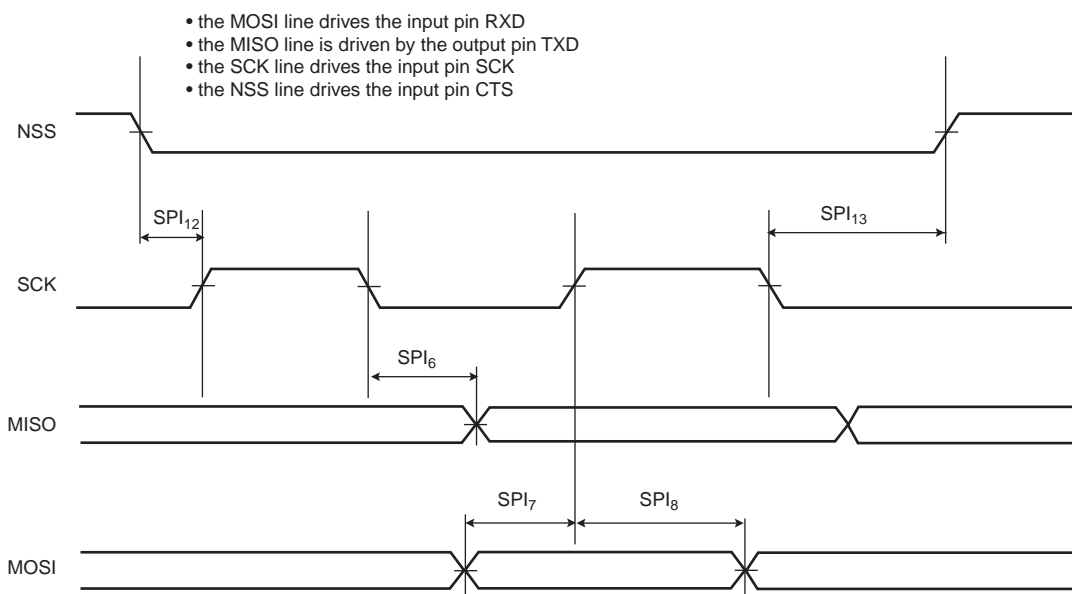 • the MOSI line drives the input pin RXD
• the MISO line is driven by the output pin TXD
• the SCK line drives the input pin SCK
• the NSS line drives the input pin CTS
NSS
SPI12
SPI13
SCK
SPI6
MISO
SPI7
SPI8
MOSI